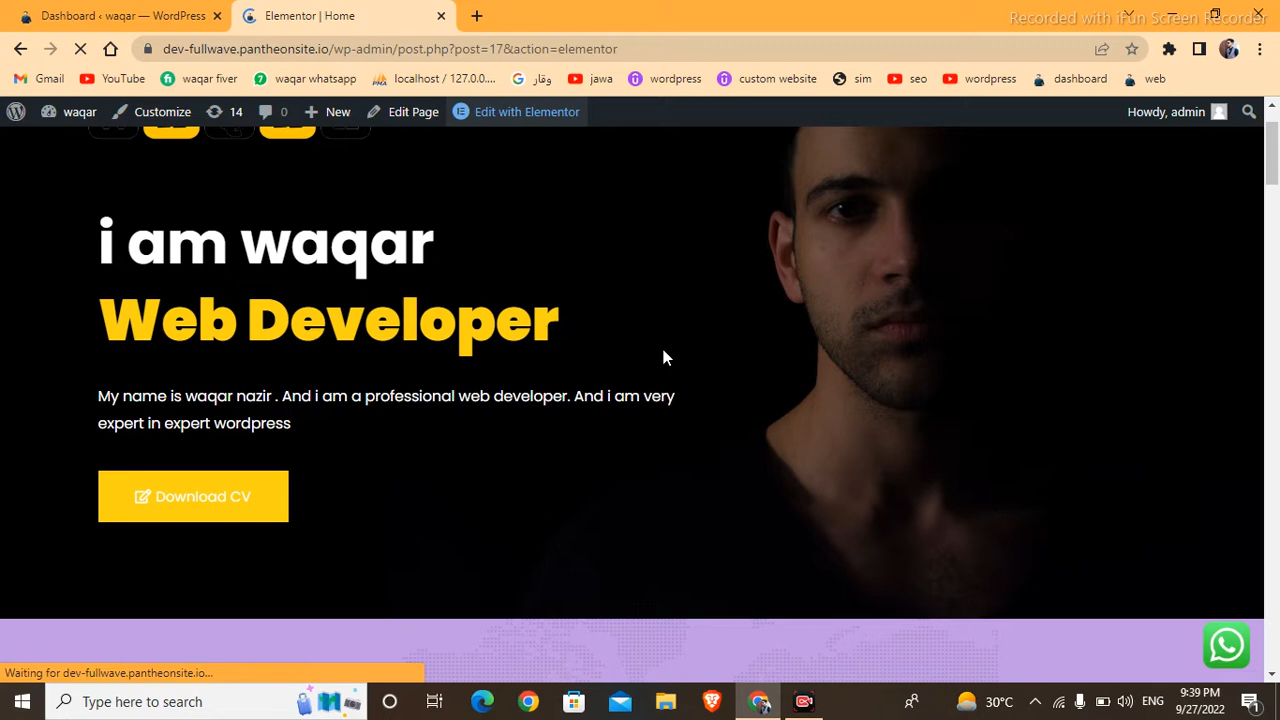 Dashboard ‹ waqar — WordPress
Elementor | Home
Recorded with iFun Screen Recorder
dev-fullwave.pantheonsite.io/wp-admin/post.php?post=17&action=elementor
Gmail YouTube waqar fiver waqar whatsapp localhost / 127.0.0.... وقار jawa wordpress custom website sim seo wordpress dashboard web
waqar Customize 14 0 New Edit Page Edit with Elementor Howdy, admin
i am waqar
Web Developer
My name is waqar nazir . And i am a professional web developer. And i am very
expert in expert wordpress
Download CV
Waiting for dev-fullwave.pantheonsite.io...
Type here to search
30°C ENG
9:39 PM
9/27/2022
1